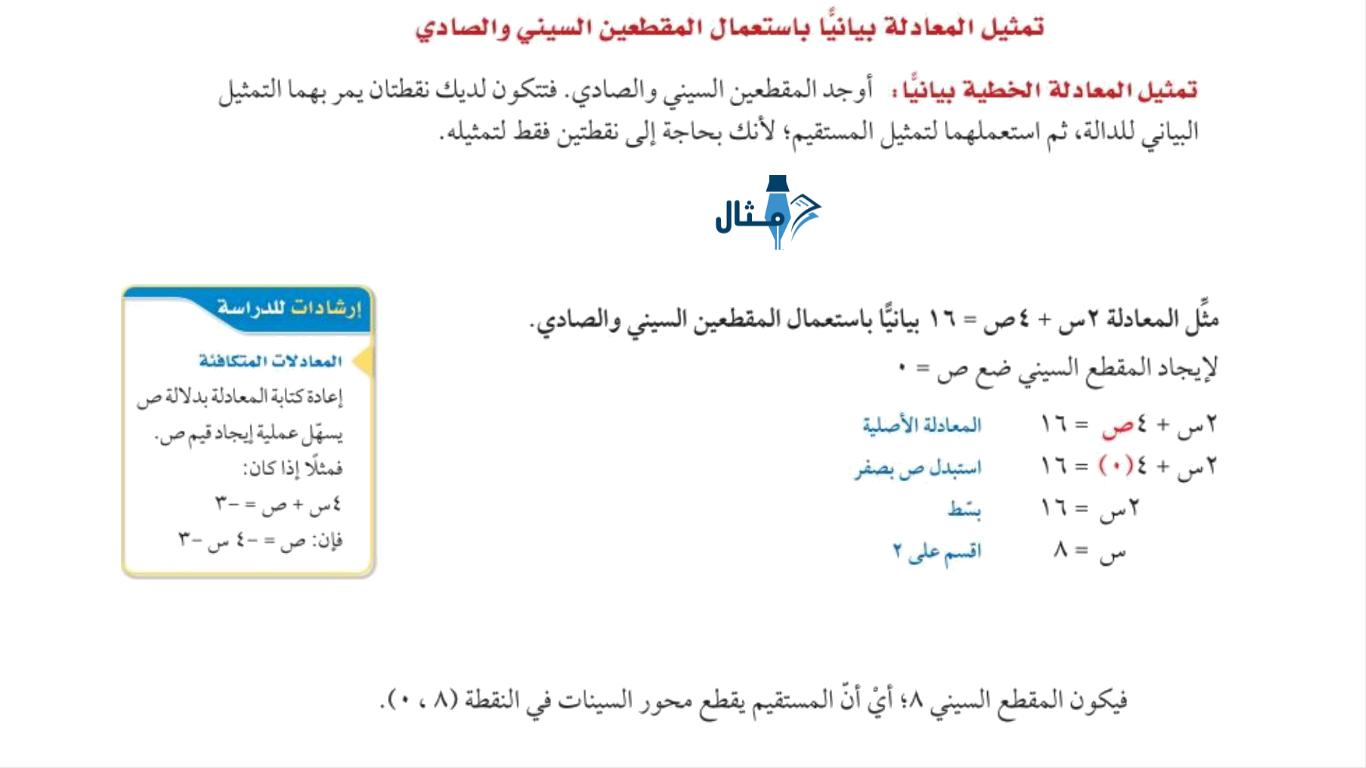 تمثيل المعادلة بيانيًّا باستعمال المقطعين السيني والصادي
تمثيل المعادلة الخطية بيانيًّا: أوجد المقطعين السيني والصادي. فتتكون لديك نقطتان يمر بهما التمثيل
البياني للدالة، ثم استعملهما لتمثيل المستقيم؛ لأنك بحاجة إلى نقطتين فقط لتمثيله.
مثال
مثِّل المعادلة ٢س + ٤ص = ١٦ بيانيًّا باستعمال المقطعين السيني والصادي.
لإيجاد المقطع السيني ضع ص = ٠
٢س + ٤ص = ١٦ المعادلة الأصلية
٢س + ٤(٠) = ١٦ استبدل ص بصفر
٢س = ١٦ بسّط
س = ٨ اقسم على ٢
إرشادات للدراسة
المعادلات المتكافئة
إعادة كتابة المعادلة بدلالة ص
يسهّل عملية إيجاد قيم ص.
فمثلًا إذا كان:
٤س + ص = –٣
فإن: ص = –٤ س –٣
فيكون المقطع السيني ٨؛ أيْ أنّ المستقيم يقطع محور السينات في النقطة (٨ ، ٠).